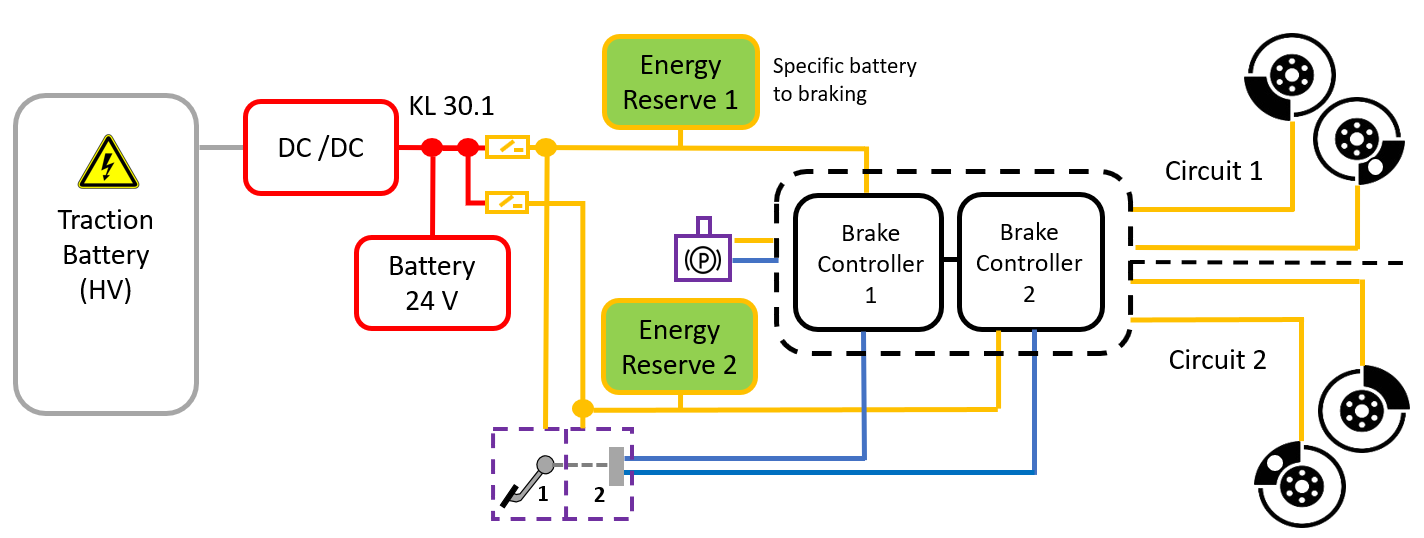 Traction
Battery
(HV)
DC /DC
KL 30.1
Battery
24 V
Energy
Reserve 1
Specific battery
to braking
P
Energy
Reserve 2
Brake
Controller
1
Brake
Controller
2
Circuit 1
Circuit 2
1
2